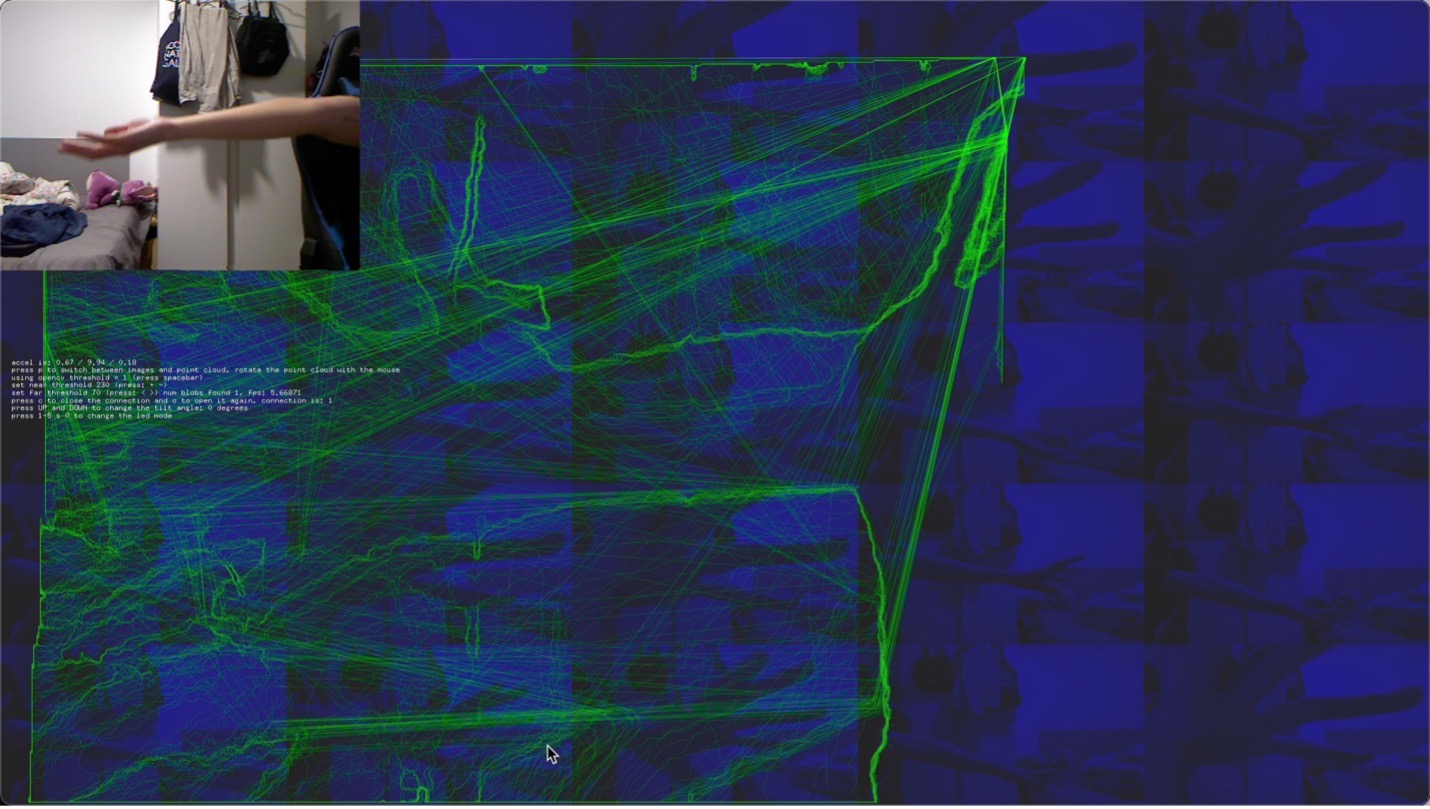 accel is: 0.67 / 9.94 / 0.18
press p to switch between images and point cloud, rotate the point cloud with the mouse
using opencv threshold = 1 (press spacebar)
set near threshold 230 (press: + -)
set far threshold 70 (press: < >) num blobs found 1, fps: 5.66871
press c to close the connection and o to open it again, connection is: 1
press UP and DOWN to change the tilt angle: 0 degrees
press 1-5 & 0 to change the led mode